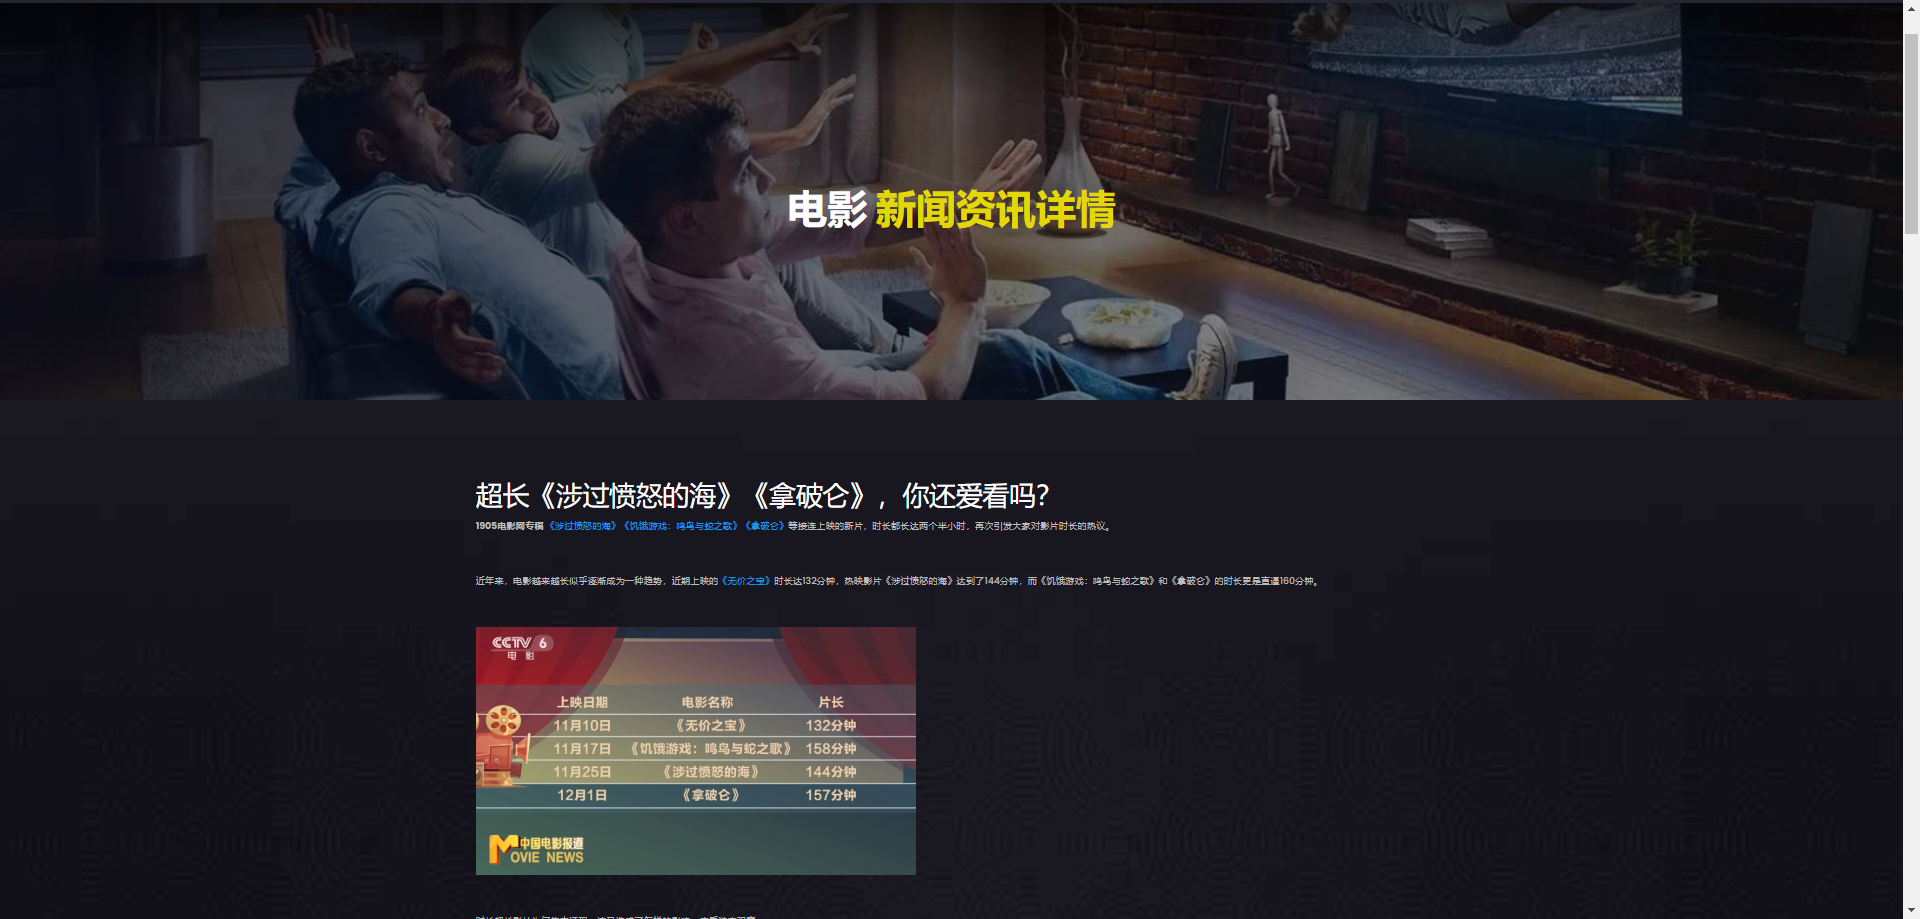 电影 新闻资讯详情
超长《涉过愤怒的海》《拿破仑》，你还爱看吗？
1905电影网专稿 《涉过愤怒的海》《饥饿游戏：鸣鸟与蛇之歌》《拿破仑》等接连上映的新片，时长都长达两个半小时，再次引发大家对影片时长的热议。
近年来，电影越来越长似乎逐渐成为一种趋势，近期上映的《无价之宝》时长达132分钟，热映影片《涉过愤怒的海》达到了144分钟，而《饥饿游戏：鸣鸟与蛇之歌》和《拿破仑》的时长更是直逼160分钟。
CCTV 6
电 影
上映日期 电影名称 片长
11月10日 《无价之宝》 132分钟
11月17日 《饥饿游戏：鸣鸟与蛇之歌》 158分钟
11月25日 《涉过愤怒的海》 144分钟
12月1日 《拿破仑》 157分钟
中国电影报道
MOVIE NEWS